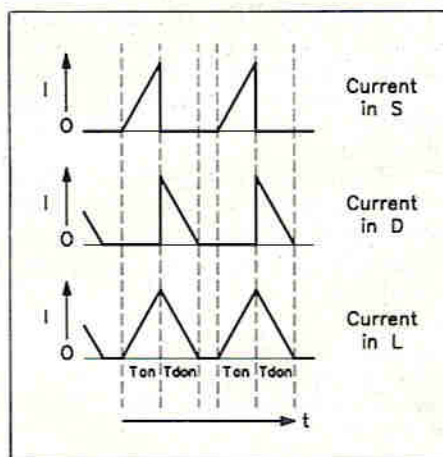 I
O
Current
in S
I
O
Current
in D
I
O
Current
in L
Ton Tdon Ton Tdon
t